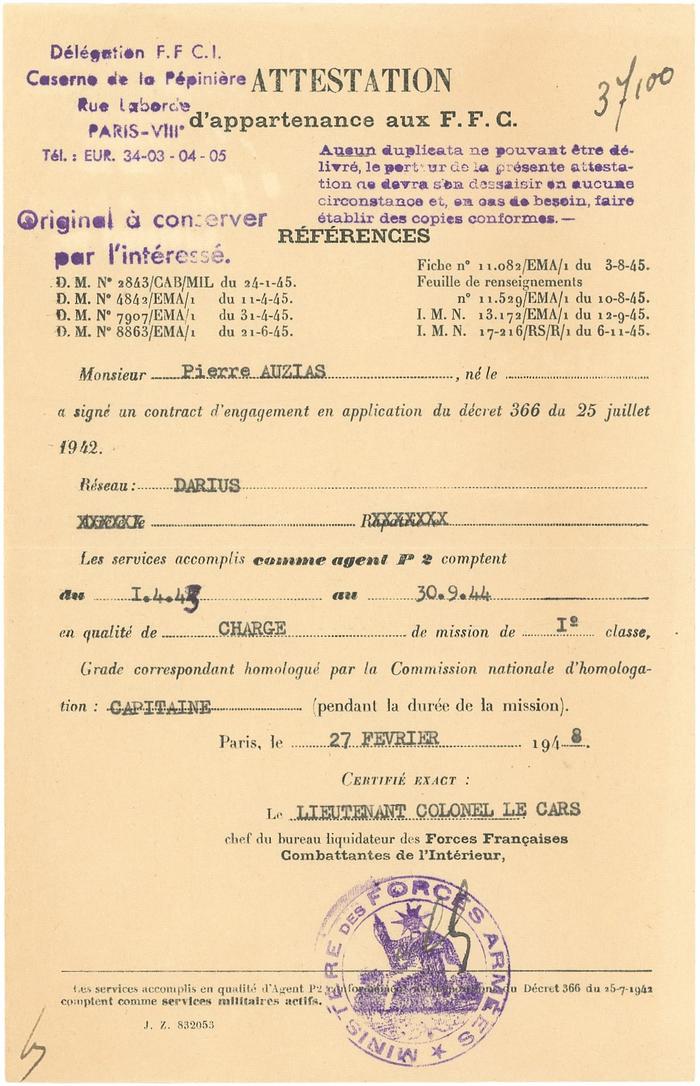 Délégation F.F C.I.
Caserne de la Pépinière
Rue Laborde
PARIS-VIII°
Tél. : EUR. 34-03 - 04 - 05
ATTESTATION
d'appartenance aux F. F. C.
37100
Aucun duplicata ne pouvant être dé-
livré, le porteur de la présente attesta-
tion ne devra s'en dessaisir en aucune
circonstance et, en cas de besoin, faire
établir des copies conformes.—
Original à conserver
par l'intéressé.
RÉFÉRENCES
D. M. N° 2843/CAB/MIL du 24-1-45.
D. M. N° 4842/EMA/1 du 11-4-45.
D. M. N° 7907/EMA/1 du 31-4-45.
D. M. N° 8863/EMA/1 du 21-6-45.
Fiche n° 11.082/EMA/1 du 3-8-45.
Feuille de renseignements
n° 11.529/EMA/1 du 10-8-45.
I. M. N. 13.172/EMA/1 du 12-9-45.
I. M. N. 17-216/RS/R/1 du 6-11-45.
Monsieur Pierre AUZIAS, né le
a signé un contract d'engagement en application du décret 366 du 25 juillet
1942.
Réseau : DARIUS
XXXXXX XXXXXXX
Les services accomplis comme agent P 2 comptent
du I.4.43 au 30.9.44
en qualité de CHARGE de mission de I° classe,
Grade correspondant homologué par la Commission nationale d'homologa-
tion : CAPITAINE (pendant la durée de la mission).
Paris, le 27 FEVRIER 1948.
CERTIFIÉ EXACT :
Le LIEUTENANT COLONEL LE CARS
chef du bureau liquidateur des Forces Françaises
Combattantes de l'Intérieur,
MINISTÈRE DES FORCES ARMÉES
Les services accomplis en qualité d'Agent P2 du Décret 366 du 25-7-1942
comptent comme services militaires actifs.
J. Z. 832053